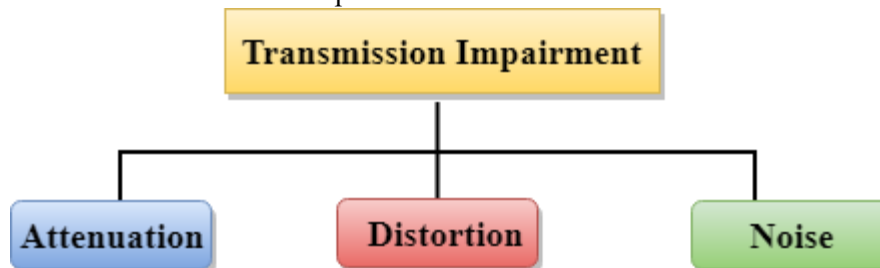 Transmission Impairment
Attenuation
Distortion
Noise